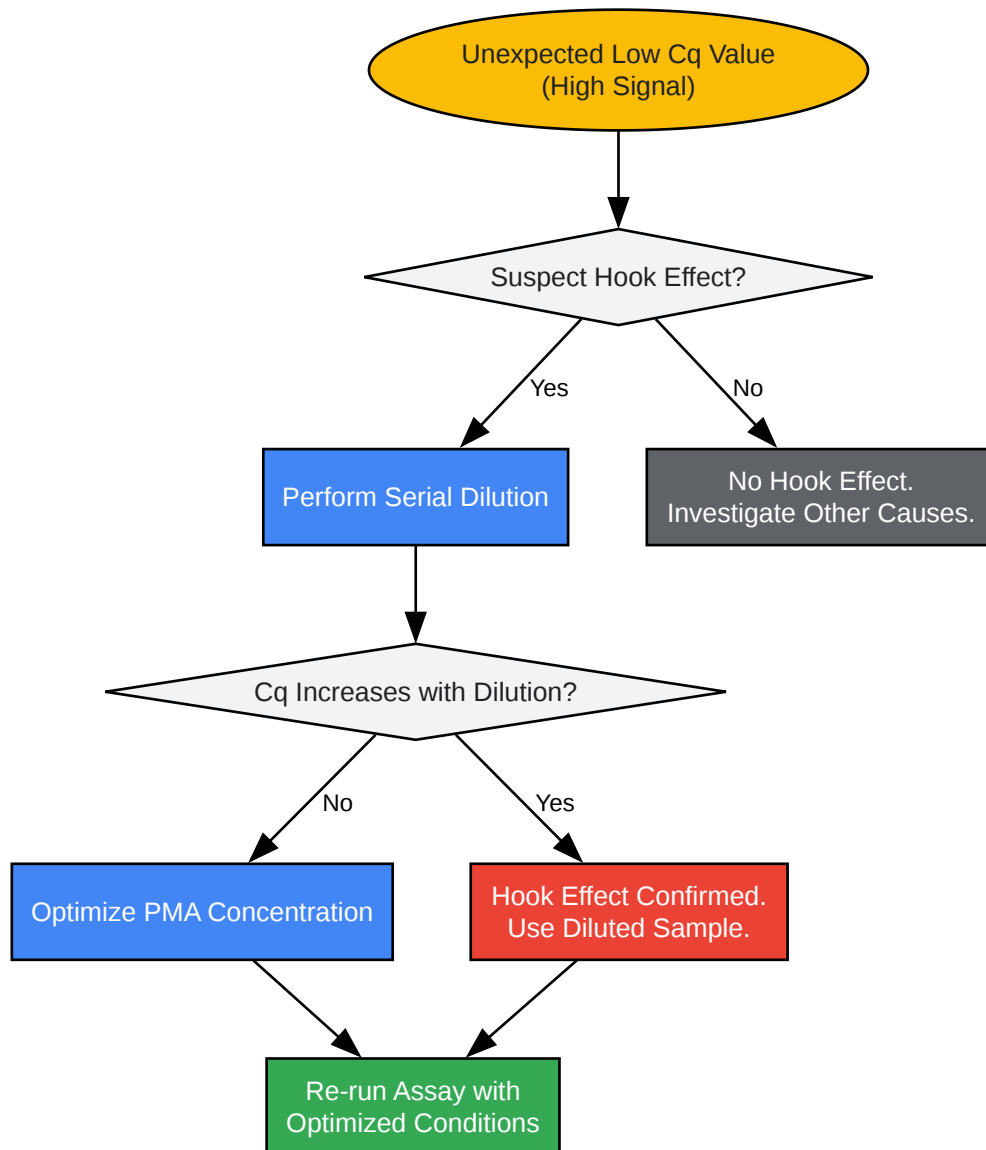 Unexpected Low Cq Value
(High Signal)
Suspect Hook Effect?
Yes
No
Perform Serial Dilution
No Hook Effect.
Investigate Other Causes.
Cq Increases with Dilution?
No
Yes
Optimize PMA Concentration
Hook Effect Confirmed.
Use Diluted Sample.
Re-run Assay with
Optimized Conditions